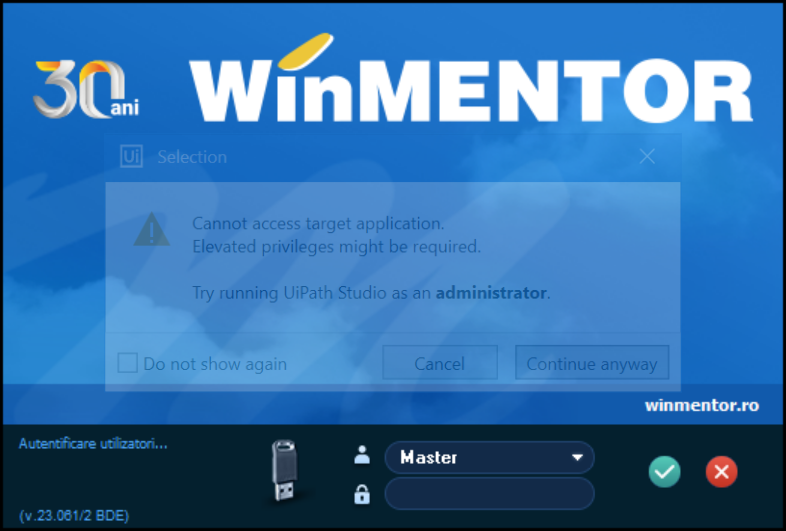 30
ani
WinMENTOR
Ui Selection
Cannot access target application.
Elevated privileges might be required.
Try running UiPath Studio as an administrator.
Do not show again
Cancel
Continue anyway
winmentor.ro
Autentificare utilizatori...
Master
(v.23.061/2 BDE)